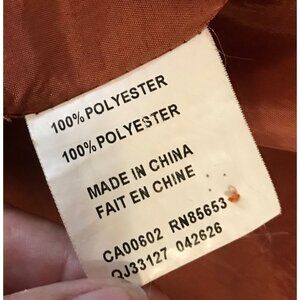 100% POLYESTER
100% POLYESTER
MADE IN CHINA
FAIT EN CHINE
CA00602 RN85653
QJ33127 042626